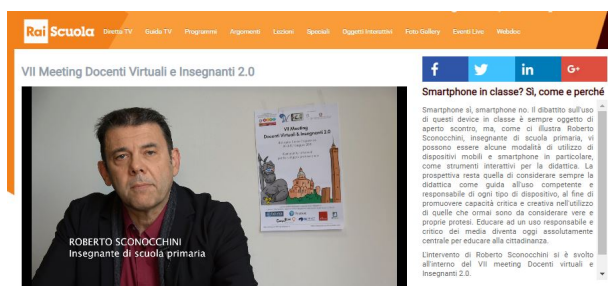 Rai Scuola Diretta TV Guida TV Programmi Argomenti Lezioni Speciali Oggetti Interattivi Foto Gallery Eventi Live Webdoc
VII Meeting Docenti Virtuali e Insegnanti 2.0
VII Meeting
Docenti Virtuali & Insegnanti 2.0
ROBERTO SCONOCCHINI
Insegnante di scuola primaria
f in G+
Smartphone in classe? Sì, come e perché
Smartphone sì, smartphone no. Il dibattito sull'uso
di questi device in classe è sempre oggetto di
aperto scontro, ma, come ci illustra Roberto
Sconocchini, insegnante di scuola primaria, vi
possono essere alcune modalità di utilizzo di
dispositivi mobili e smartphone in particolare,
come strumenti interattivi per la didattica. La
prospettiva resta quella di considerare sempre la
didattica come guida all'uso competente e
responsabile di ogni tipo di dispositivo, al fine di
promuovere capacità critica e creativa nell'utilizzo
di quelle che ormai sono da considerare vere e
proprie protesi. Educare ad un uso responsabile e
critico dei media diventa oggi assolutamente
centrale per educare alla cittadinanza.
L'intervento di Roberto Sconocchini si è svolto
all'interno del VII meeting Docenti virtuali e
Insegnanti 2.0.